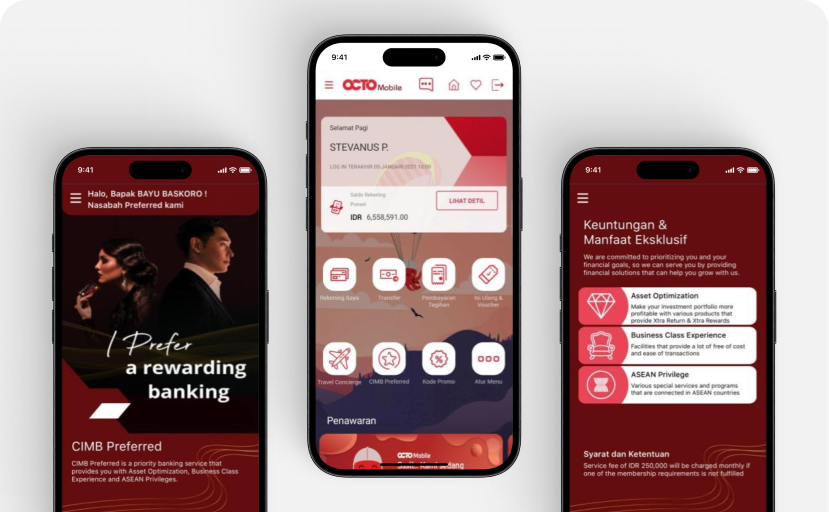 9:41
Halo, Bapak BAYU BASKORO !
Nasabah Preferred kami
I Prefer
a rewarding
banking
CIMB Preferred
CIMB Preferred is a priority banking service that
provides you with Asset Optimization, Business Class
Experience and ASEAN Privileges.
9:41
OCTO Mobile
Selamat Pagi
STEVANUS P.
LOG IN TERAKHIR 05 JANUARI 2021 10:00
Saldo Rekening
Ponsel
IDR 6,558,591.00
LIHAT DETIL
Rekening Saya
Transfer
Pembayaran
Tagihan
Isi Ulang &
Voucher
Travel Concierge
CIMB Preferred
Kode Promo
Atur Menu
Penawaran
OCTO Mobile
Kami sedang
9:41
Keuntungan &
Manfaat Eksklusif
We are committed to prioritizing you and your
financial goals, so we can serve you by providing
financial solutions that can help you grow with us.
Asset Optimization
Make your investment portfolio more
profitable with various products that
provide Xtra Return & Xtra Rewards
Business Class Experience
Facilities that provide a lot of free of cost
and ease of transactions
ASEAN Privilege
Various special services and programs
that are connected in ASEAN countries
Syarat dan Ketentuan
Service fee of IDR 250,000 will be charged monthly if
one of the membership requirements is not fulfilled